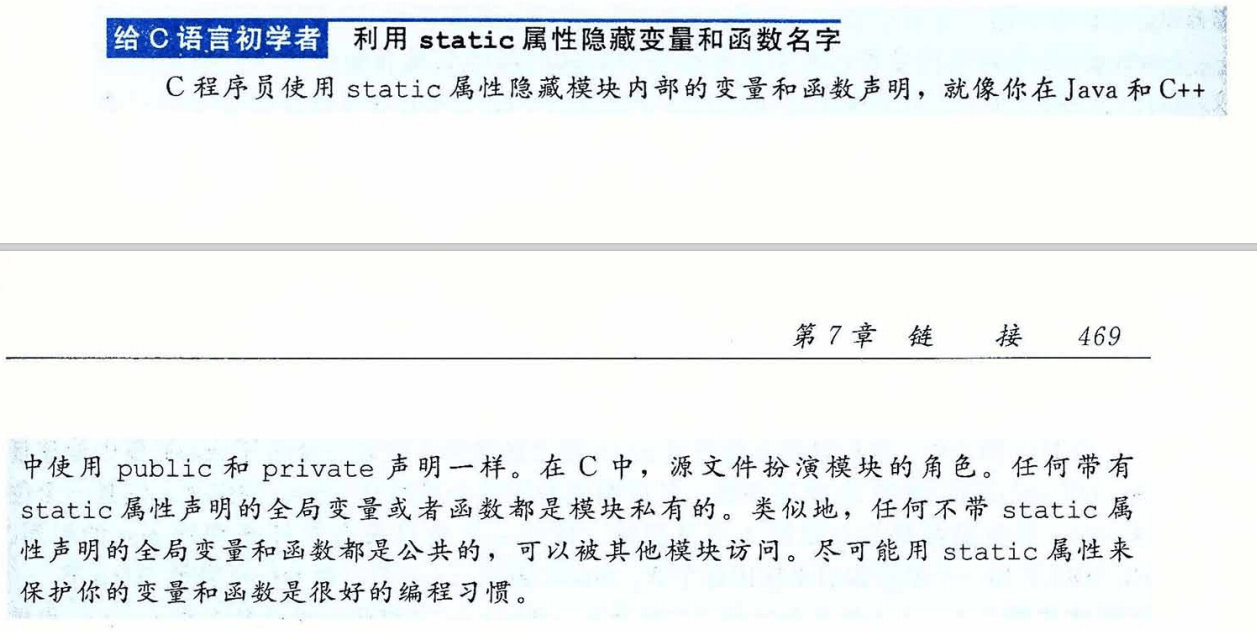 给C语言初学者 利用 static 属性隐藏变量和函数名字
C 程序员使用 static 属性隐藏模块内部的变量和函数声明，就像你在 Java 和 C++
第 7 章 链 接 469
中使用 public 和 private 声明一样。在 C 中，源文件扮演模块的角色。任何带有
static 属性声明的全局变量或者函数都是模块私有的。类似地，任何不带 static 属
性声明的全局变量和函数都是公共的，可以被其他模块访问。尽可能用 static 属性来
保护你的变量和函数是很好的编程习惯。